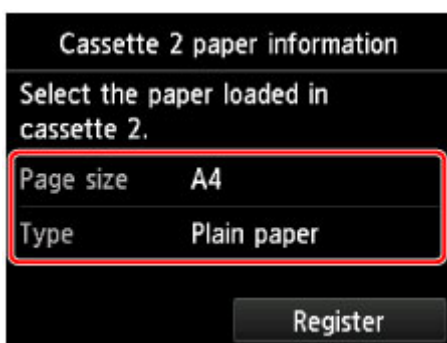 Cassette 2 paper information
Select the paper loaded in
cassette 2.
Page size A4
Type Plain paper
Register